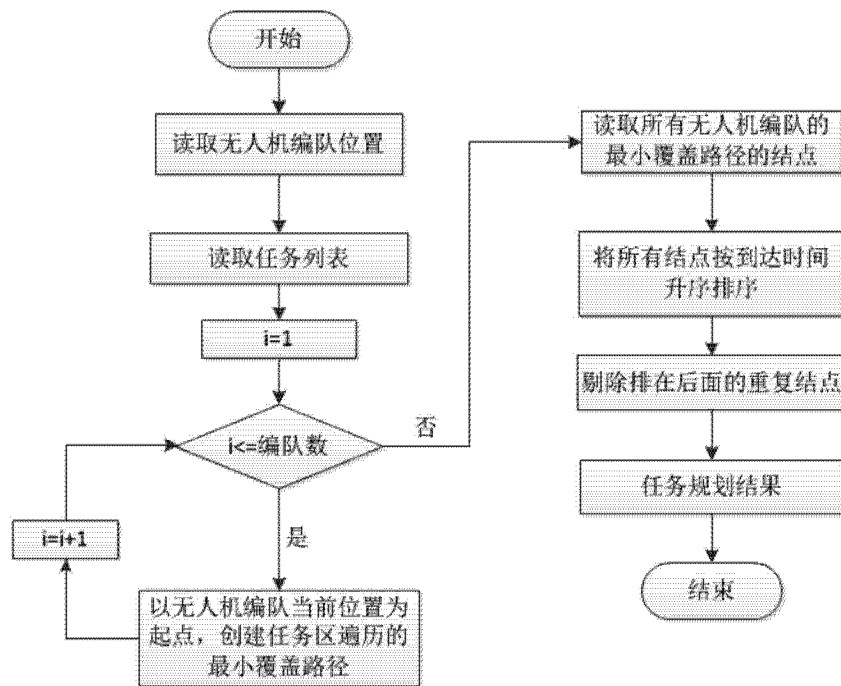 开始
读取无人机编队位置
读取任务列表
i=1
i<=编队数
否
是
i=i+1
以无人机编队当前位置为
起点，创建任务区遍历的
最小覆盖路径
读取所有无人机编队的
最小覆盖路径的结点
将所有结点按到达时间
升序排序
剔除排在后面的重复结点
任务规划结果
结束